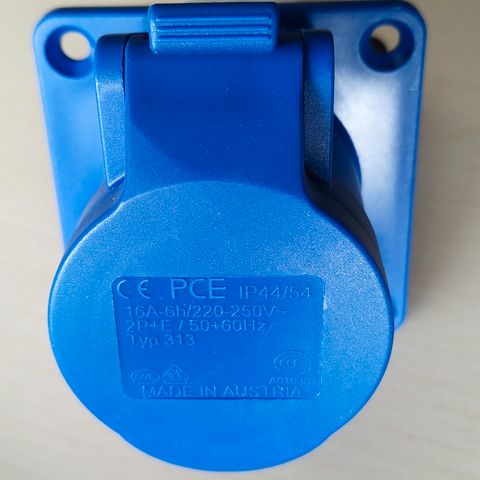 CE PCE IP44/54
16A-6h/220-250V~
2P+E / 50+60Hz
Typ 313
MADE IN AUSTRIA